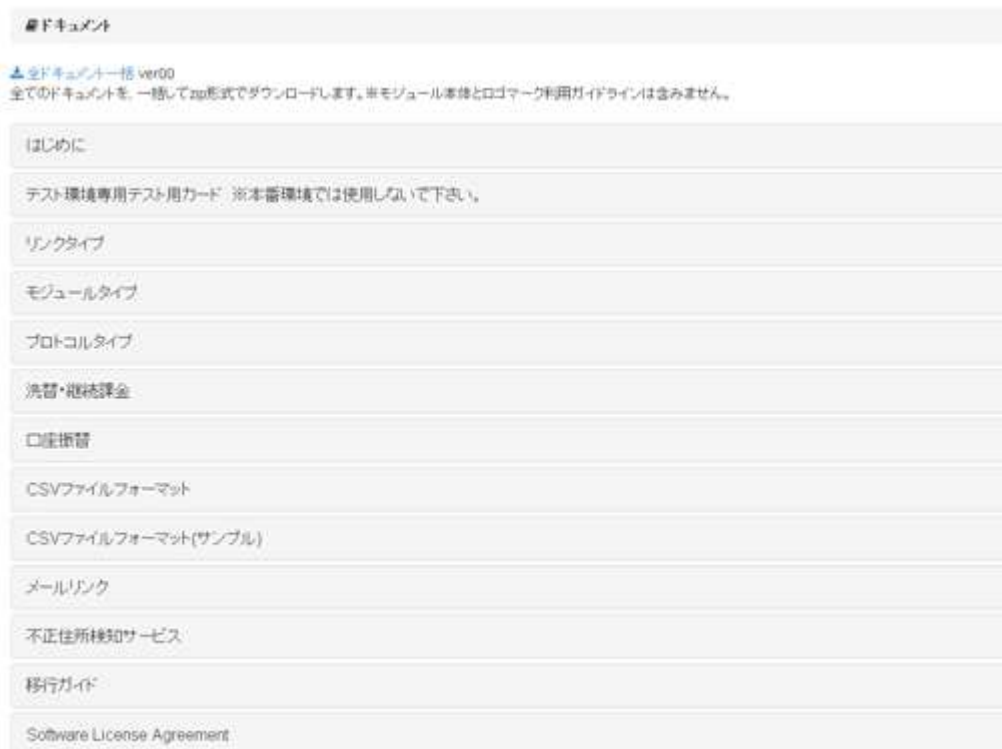 ドキュメント
全ドキュメント一括 ver00
全てのドキュメントを、一括してzip形式でダウンロードします。※モジュール本体とロゴマーク利用ガイドラインは含みません。
はじめに
テスト環境専用テスト用カード ※本番環境では使用しないで下さい。
リンクタイプ
モジュールタイプ
プロトコルタイプ
洗替・継続課金
口座振替
CSVファイルフォーマット
CSVファイルフォーマット(サンプル)
メールリンク
不正住所検知サービス
移行ガイド
Software License Agreement